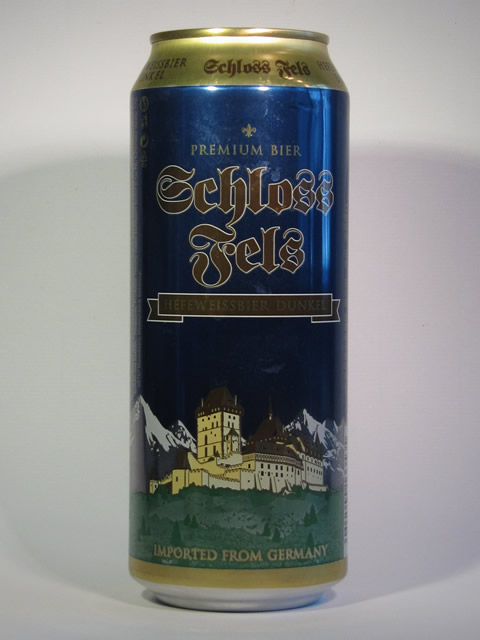 Schloss Fels
PREMIUM BIER
Schloss
Fels
HEFEWEISSBIER DUNKEL
IMPORTED FROM GERMANY